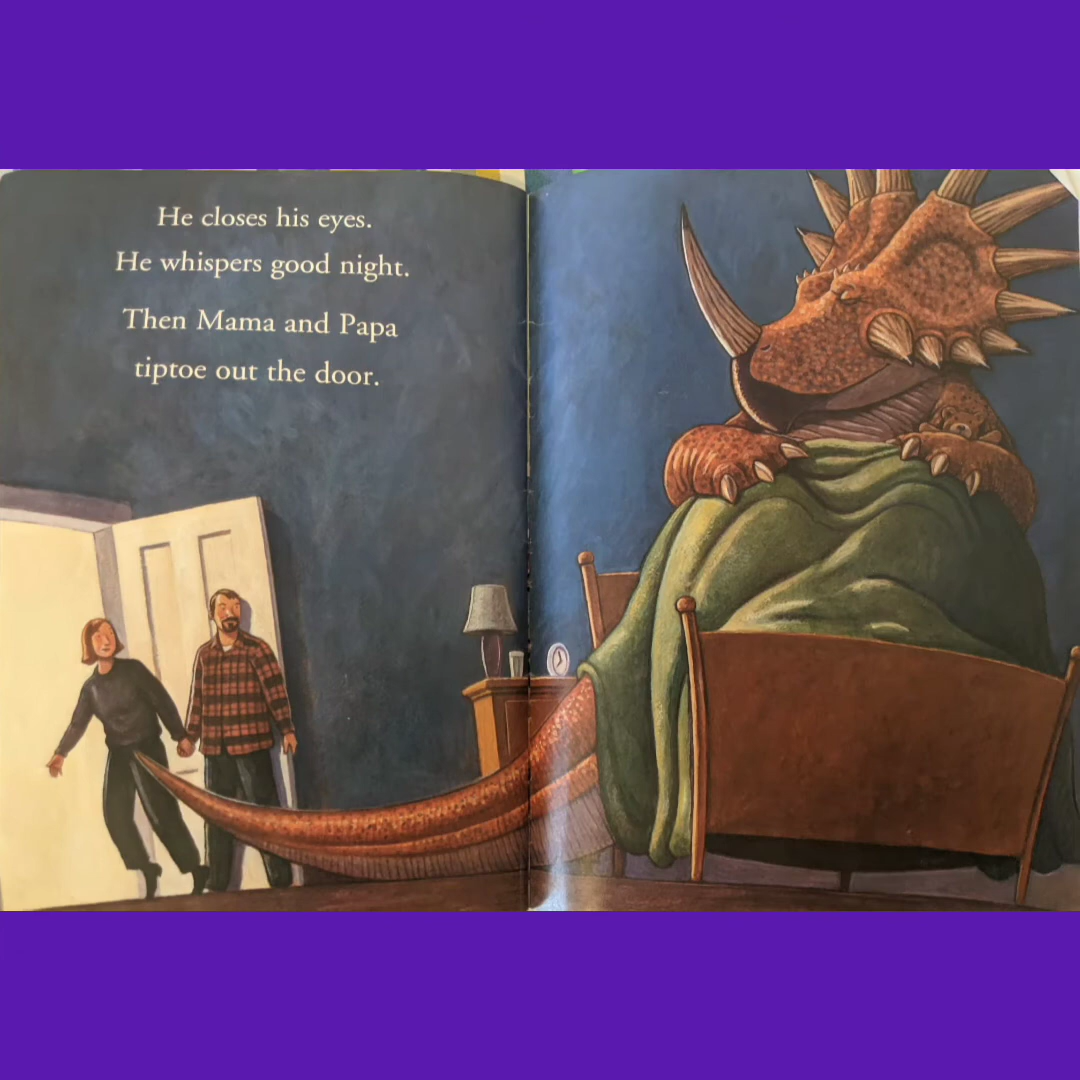 He closes his eyes.
He whispers good night.
Then Mama and Papa
tiptoe out the door.